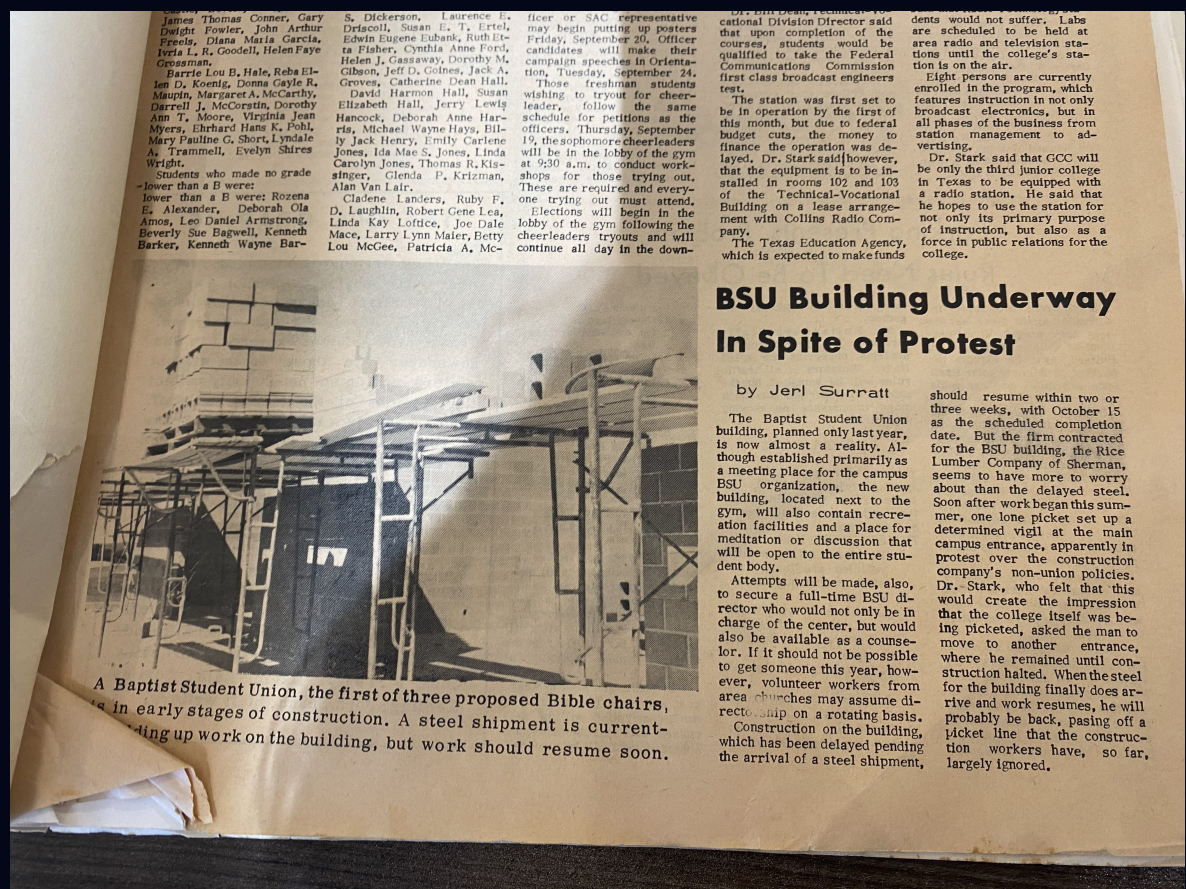 James Thomas Conner, Gary
Dwight Fowler, John Arthur
Freels, Diana Maria Garcia,
Ivria L. R. Goodell, Helen Faye
Grossman.
Barrie Lou B. Hale, Reba El-
len D. Koenig, Donna Gayle R.
Maupin, Margaret A. McCarthy,
Darrell J. McCorstin, Dorothy
Ann T. Moore, Virginia Jean
Myers, Ehrhard Hans K. Pohl,
Mary Pauline G. Short, Lyndale
A. Trammell, Evelyn Shires
Wright.
Students who made no grade
-lower than a B were:
lower than a B were: Rozena
E. Alexander, Deborah Ola
Amos, Leo Daniel Armstrong,
Beverly Sue Bagwell, Kenneth
Barker, Kenneth Wayne Bar-
S. Dickerson, Laurence E.
Driscoll, Susan E. T. Ertel,
Edwin Eugene Eubank, Ruth Et-
ta Fisher, Cynthia Anne Ford,
Helen J. Gassaway, Dorothy M.
Gibson, Jeff D. Goines, Jack A.
Groves, Catherine Dean Hall.
David Harmon Hall, Susan
Elizabeth Hall, Jerry Lewis
Hancock, Deborah Anne Har-
ris, Michael Wayne Hays, Bil-
ly Jack Henry, Emily Carlene
Jones, Ida Mae S. Jones, Linda
Carolyn Jones, Thomas R. Kis-
singer, Glenda P. Krizman,
Alan Van Lair.
Cladene Landers, Ruby F.
D. Laughlin, Robert Gene Lea,
Linda Kay Loftice, Joe Dale
Mace, Larry Lynn Maier, Betty
Lou McGee, Patricia A. Mc-
ficer or SAC representative
may begin putting up posters
Friday, September 20. Officer
candidates will make their
campaign speeches in Orienta-
tion, Tuesday, September 24.
Those freshman students
wishing to tryout for cheer-
leader, follow the same
schedule for petitions as the
officers. Thursday, September
19, the sophomore cheerleaders
will be in the lobby of the gym
at 9:30 a.m. to conduct work-
shops for those trying out.
These are required and every-
one trying out must attend.
Elections will begin in the
lobby of the gym following the
cheerleaders tryouts and will
continue all day in the down-
Dr. Bill Dean, Technical-Vo-
cational Division Director said
that upon completion of the
courses, students would be
qualified to take the Federal
Communications Commission
first class broadcast engineers
test.
The station was first set to
be in operation by the first of
this month, but due to federal
budget cuts, the money to
finance the operation was de-
layed. Dr. Stark said however,
that the equipment is to be in-
stalled in rooms 102 and 103
of the Technical-Vocational
Building on a lease arrange-
ment with Collins Radio Com-
pany.
The Texas Education Agency,
which is expected to make funds
dents would not suffer. Labs
are scheduled to be held at
area radio and television sta-
tions until the college's sta-
tion is on the air.
Eight persons are currently
enrolled in the program, which
features instruction in not only
broadcast electronics, but in
all phases of the business from
station management to ad-
vertising.
Dr. Stark said that GCC will
be only the third junior college
in Texas to be equipped with
a radio station. He said that
he hopes to use the station for
not only its primary purpose
of instruction, but also as a
force in public relations for the
college.
BSU Building Underway
In Spite of Protest
by Jerl Surratt
The Baptist Student Union
building, planned only last year,
is now almost a reality. Al-
though established primarily as
a meeting place for the campus
BSU organization, the new
building, located next to the
gym, will also contain recre-
ation facilities and a place for
meditation or discussion that
will be open to the entire stu-
dent body.
Attempts will be made, also,
to secure a full-time BSU di-
rector who would not only be in
charge of the center, but would
also be available as a counse-
lor. If it should not be possible
to get someone this year, how-
ever, volunteer workers from
area churches may assume di-
rectorship on a rotating basis.
Construction on the building,
which has been delayed pending
the arrival of a steel shipment,
should resume within two or
three weeks, with October 15
as the scheduled completion
date. But the firm contracted
for the BSU building, the Rice
Lumber Company of Sherman,
seems to have more to worry
about than the delayed steel.
Soon after work began this sum-
mer, one lone picket set up a
determined vigil at the main
campus entrance, apparently in
protest over the construction
company's non-union policies.
Dr. Stark, who felt that this
would create the impression
that the college itself was be-
ing picketed, asked the man to
move to another entrance,
where he remained until con-
struction halted. When the steel
for the building finally does ar-
rive and work resumes, he will
probably be back, pasing off a
picket line that the construc-
tion workers have, so far,
largely ignored.
A Baptist Student Union, the first of three proposed Bible chairs,
is in early stages of construction. A steel shipment is current-
ding up work on the building, but work should resume soon.